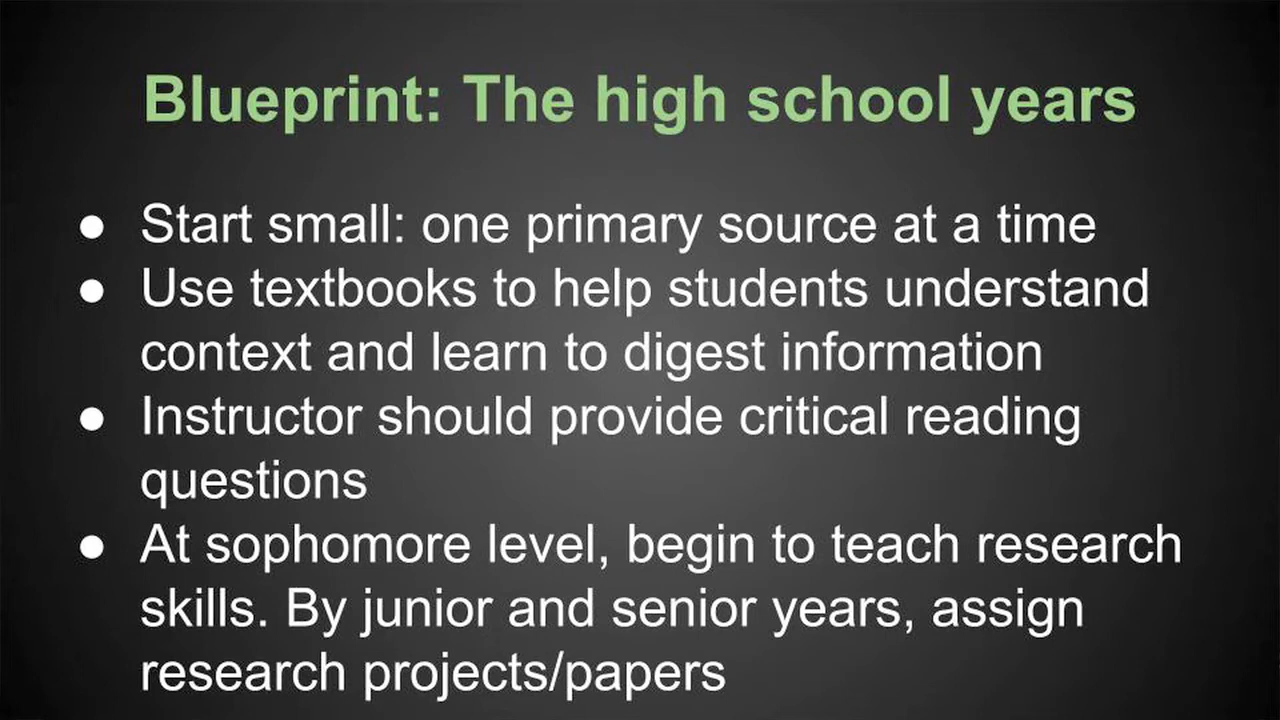 Blueprint: The high school years
● Start small: one primary source at a time
● Use textbooks to help students understand
context and learn to digest information
● Instructor should provide critical reading
questions
● At sophomore level, begin to teach research
skills. By junior and senior years, assign
research projects/papers